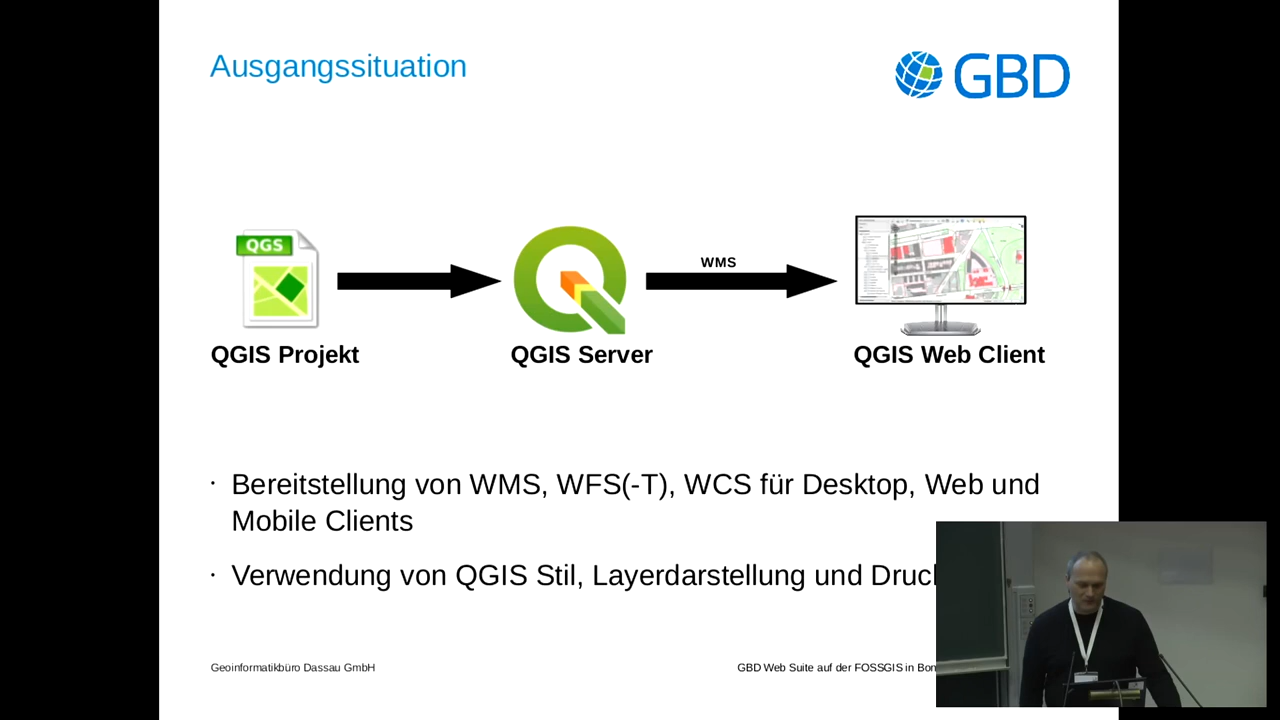 Ausgangssituation
GBD
QGS
WMS
QGIS Projekt
QGIS Server
QGIS Web Client
· Bereitstellung von WMS, WFS(-T), WCS für Desktop, Web und
Mobile Clients
· Verwendung von QGIS Stil, Layerdarstellung und
Geoinformatikbüro Dassau GmbH
GBD Web Suite auf der FOSSGIS in